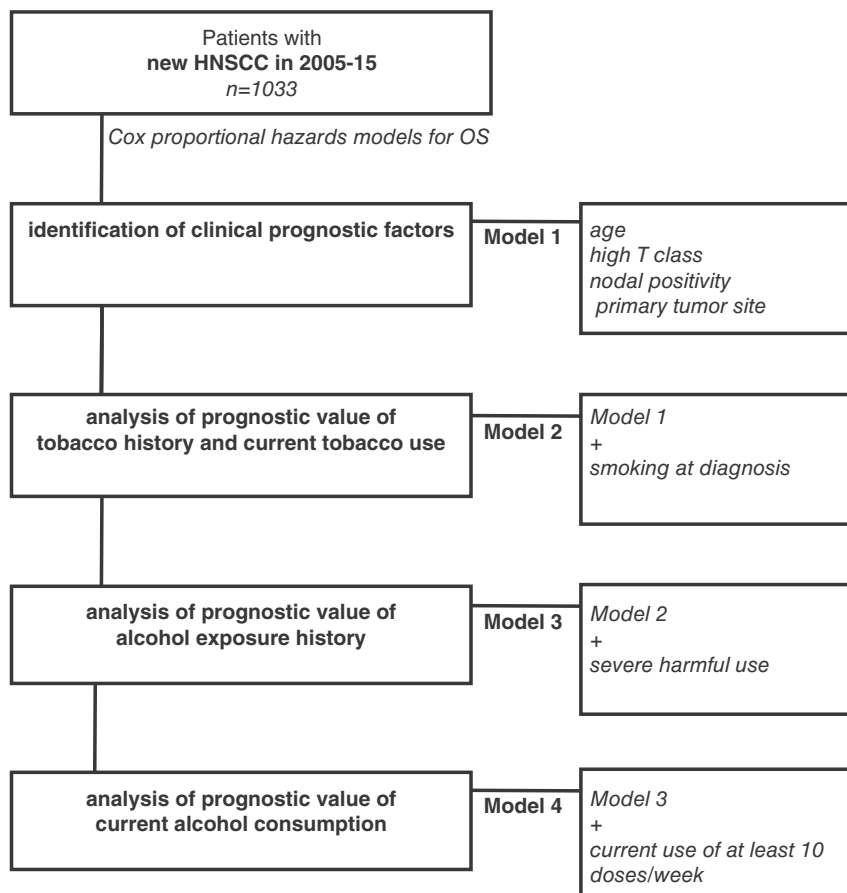 Patients with
new HNSCC in 2005-15
n=1033
Cox proportional hazards models for OS
identification of clinical prognostic factors
Model 1
age
high T class
nodal positivity
primary tumor site
analysis of prognostic value of
tobacco history and current tobacco use
Model 2
Model 1
+
smoking at diagnosis
analysis of prognostic value of
alcohol exposure history
Model 3
Model 2
+
severe harmful use
analysis of prognostic value of
current alcohol consumption
Model 4
Model 3
+
current use of at least 10
doses/week